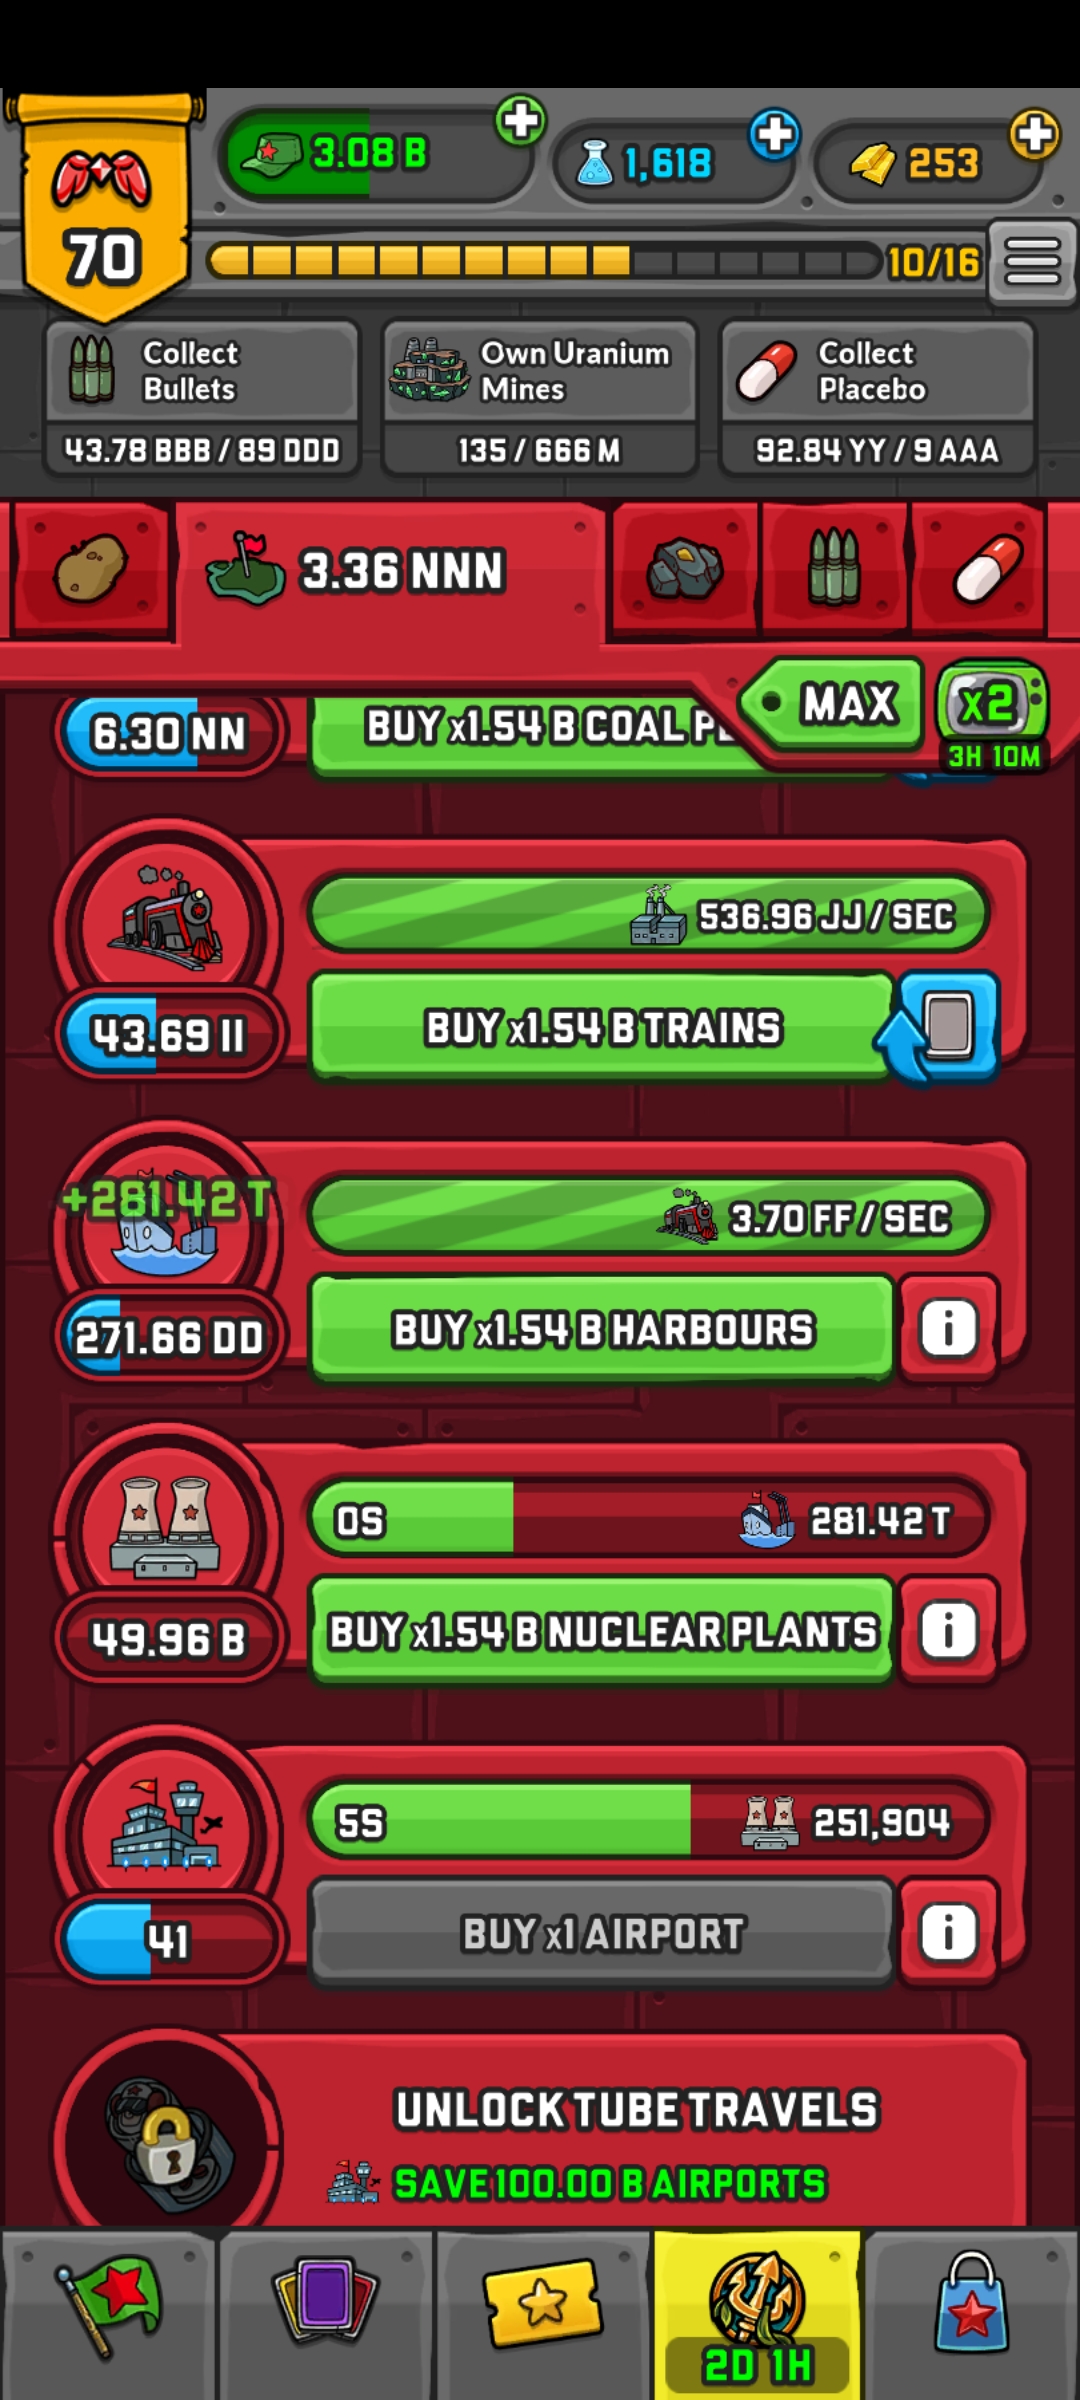 3.08 B
1,618
253
70
10/16
Collect
Bullets
43.78 BBB / 89 DDD
Own Uranium
Mines
135 / 666 M
Collect
Placebo
92.84 YY / 9 AAA
3.36 NNN
MAX
x2
3H 10M
6.30 NN
BUY x1.54 B COAL
536.96 JJ / SEC
43.69 II
BUY x1.54 B TRAINS
+281.42 T
3.70 FF / SEC
271.66 DD
BUY x1.54 B HARBOURS
i
0S
281.42 T
49.96 B
BUY x1.54 B NUCLEAR PLANTS
i
5S
251,904
41
BUY x1 AIRPORT
i
UNLOCK TUBE TRAVELS
SAVE 100.00 B AIRPORTS
2D 1H